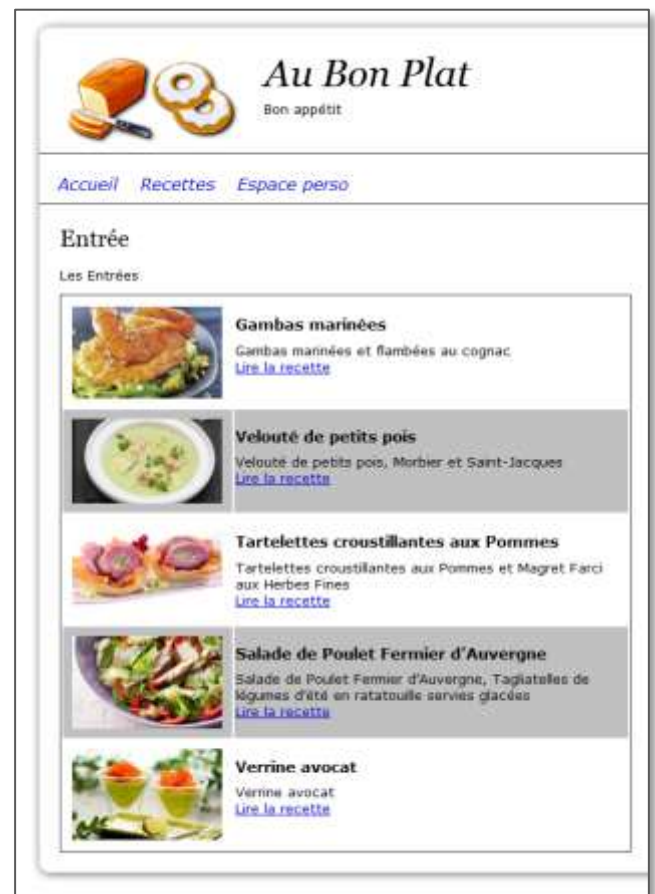 Au Bon Plat
Bon appétit
Accueil Recettes Espace perso
Entrée
Les Entrées
Gambas marinées
Gambas marinées et flambées au cognac
Lire la recette
Velouté de petits pois
Velouté de petits pois, Morbier et Saint-Jacques
Lire la recette
Tartelettes croustillantes aux Pommes
Tartelettes croustillantes aux Pommes et Magret Farci
aux Herbes Fines
Lire la recette
Salade de Poulet Fermier d'Auvergne
Salade de Poulet Fermier d'Auvergne, Tagliatelles de
légumes d'été en ratatouille servies glacées
Lire la recette
Verrine avocat
Verrine avocat
Lire la recette